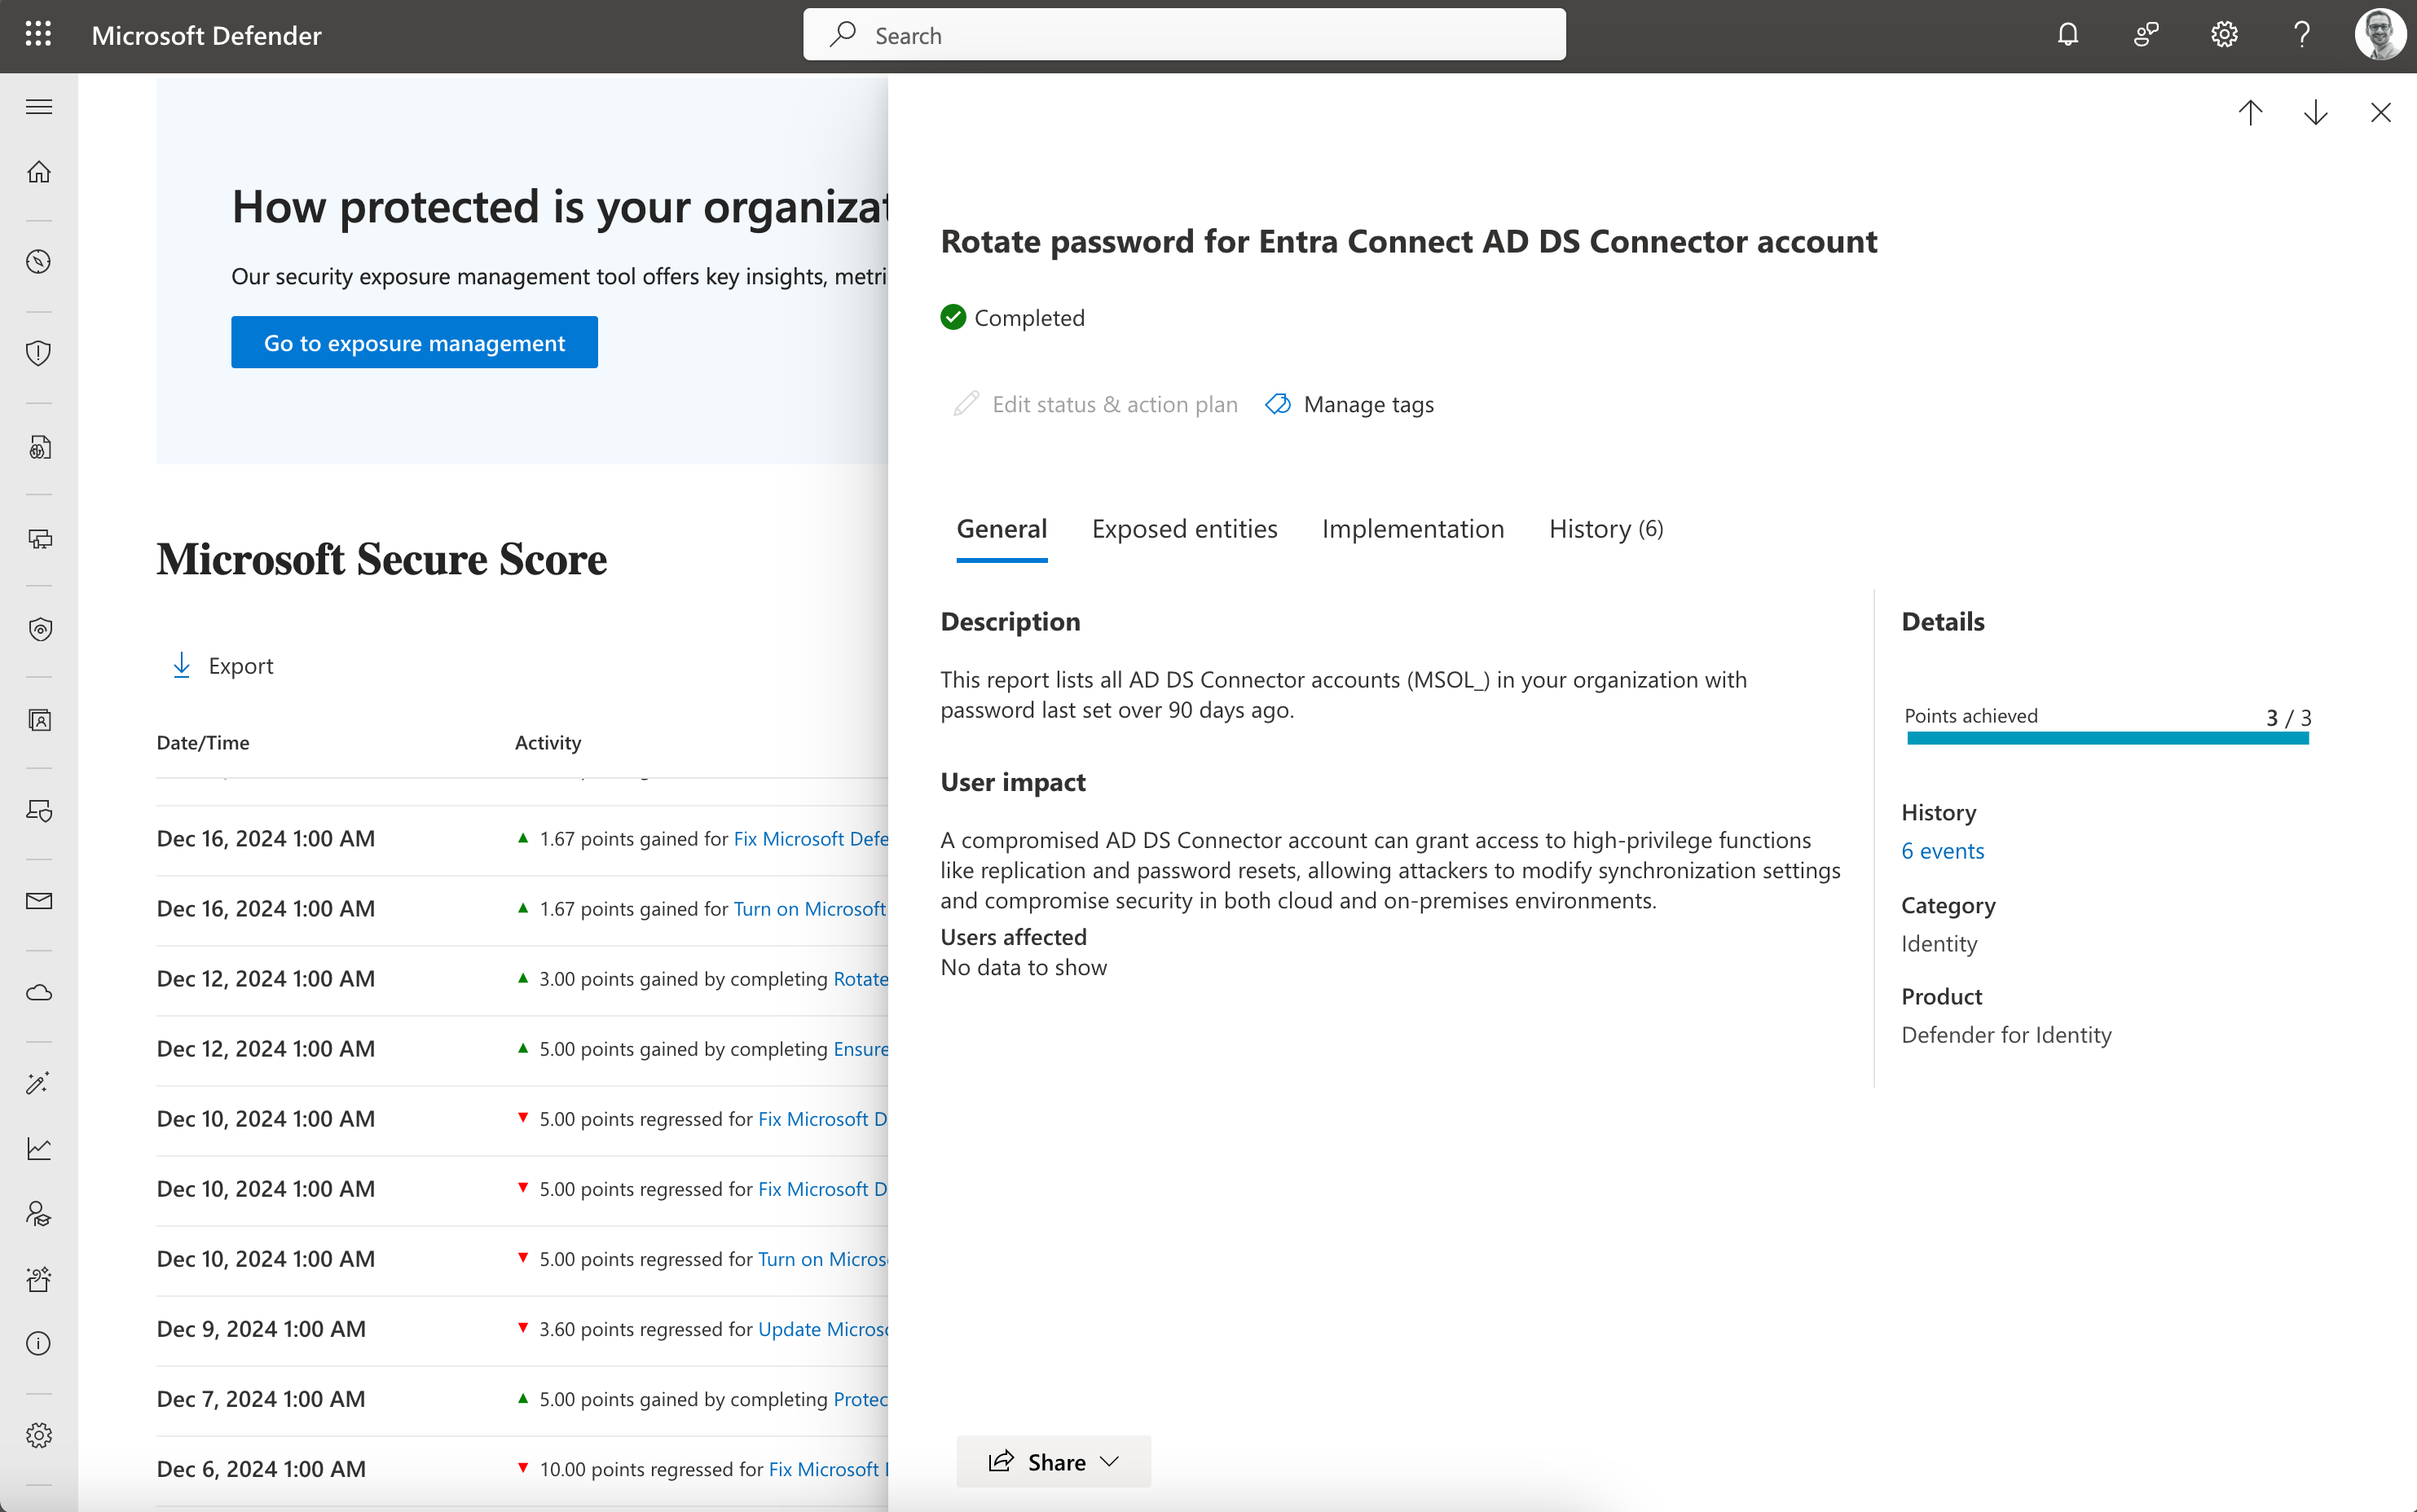 Microsoft Defender
Search
How protected is your organizat
Our security exposure management tool offers key insights, metri
Go to exposure management
Microsoft Secure Score
Export
Date/Time Activity
Dec 16, 2024 1:00 AM 1.67 points gained for Fix Microsoft Defe
Dec 16, 2024 1:00 AM 1.67 points gained for Turn on Microsoft
Dec 12, 2024 1:00 AM 3.00 points gained by completing Rotate
Dec 12, 2024 1:00 AM 5.00 points gained by completing Ensure
Dec 10, 2024 1:00 AM 5.00 points regressed for Fix Microsoft D
Dec 10, 2024 1:00 AM 5.00 points regressed for Fix Microsoft D
Dec 10, 2024 1:00 AM 5.00 points regressed for Turn on Micros
Dec 9, 2024 1:00 AM 3.60 points regressed for Update Micros
Dec 7, 2024 1:00 AM 5.00 points gained by completing Protec
Dec 6, 2024 1:00 AM 10.00 points regressed for Fix Microsoft
Rotate password for Entra Connect AD DS Connector account
Completed
Edit status & action plan Manage tags
General Exposed entities Implementation History (6)
Description
This report lists all AD DS Connector accounts (MSOL_) in your organization with
password last set over 90 days ago.
User impact
A compromised AD DS Connector account can grant access to high-privilege functions
like replication and password resets, allowing attackers to modify synchronization settings
and compromise security in both cloud and on-premises environments.
Users affected
No data to show
Details
Points achieved 3 / 3
History
6 events
Category
Identity
Product
Defender for Identity
Share